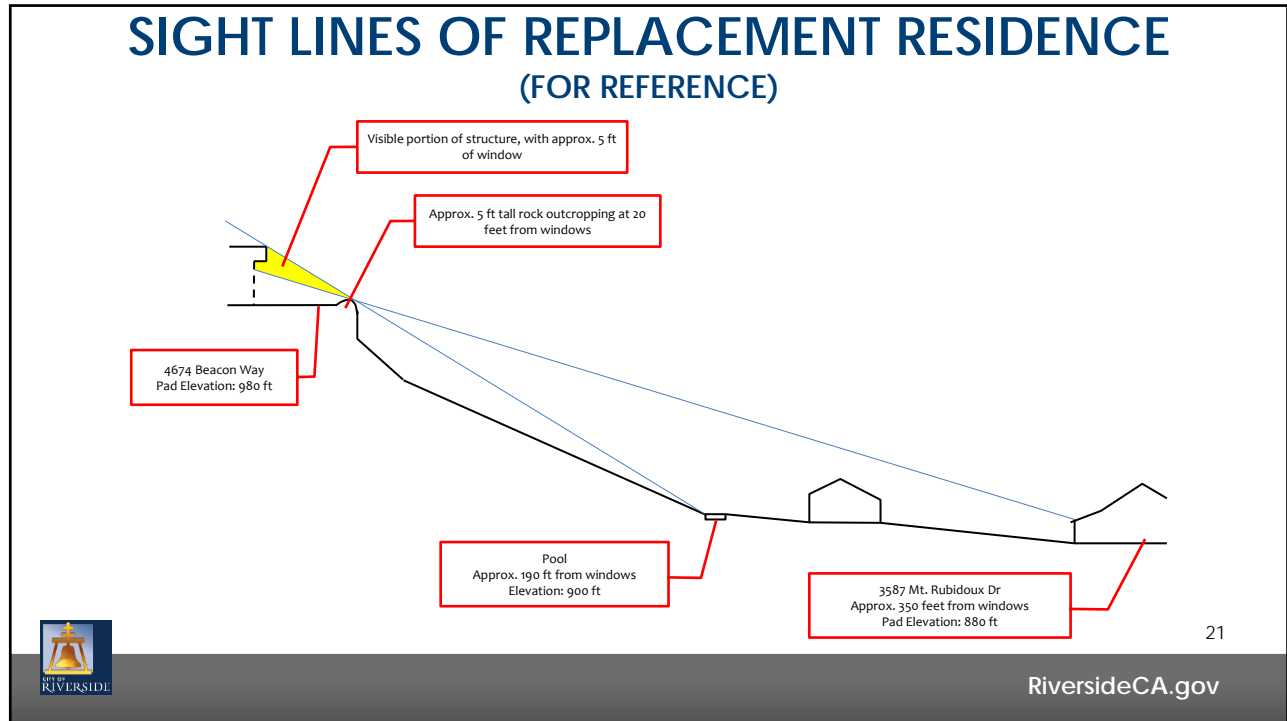 SIGHT LINES OF REPLACEMENT RESIDENCE
(FOR REFERENCE)
Visible portion of structure, with approx. 5 ft
of window
Approx. 5 ft tall rock outcropping at 20
feet from windows
4674 Beacon Way
Pad Elevation: 980 ft
Pool
Approx. 190 ft from windows
Elevation: 900 ft
3587 Mt. Rubidoux Dr
Approx. 350 feet from windows
Pad Elevation: 880 ft
21
CITY OF
RIVERSIDE
RiversideCA.gov